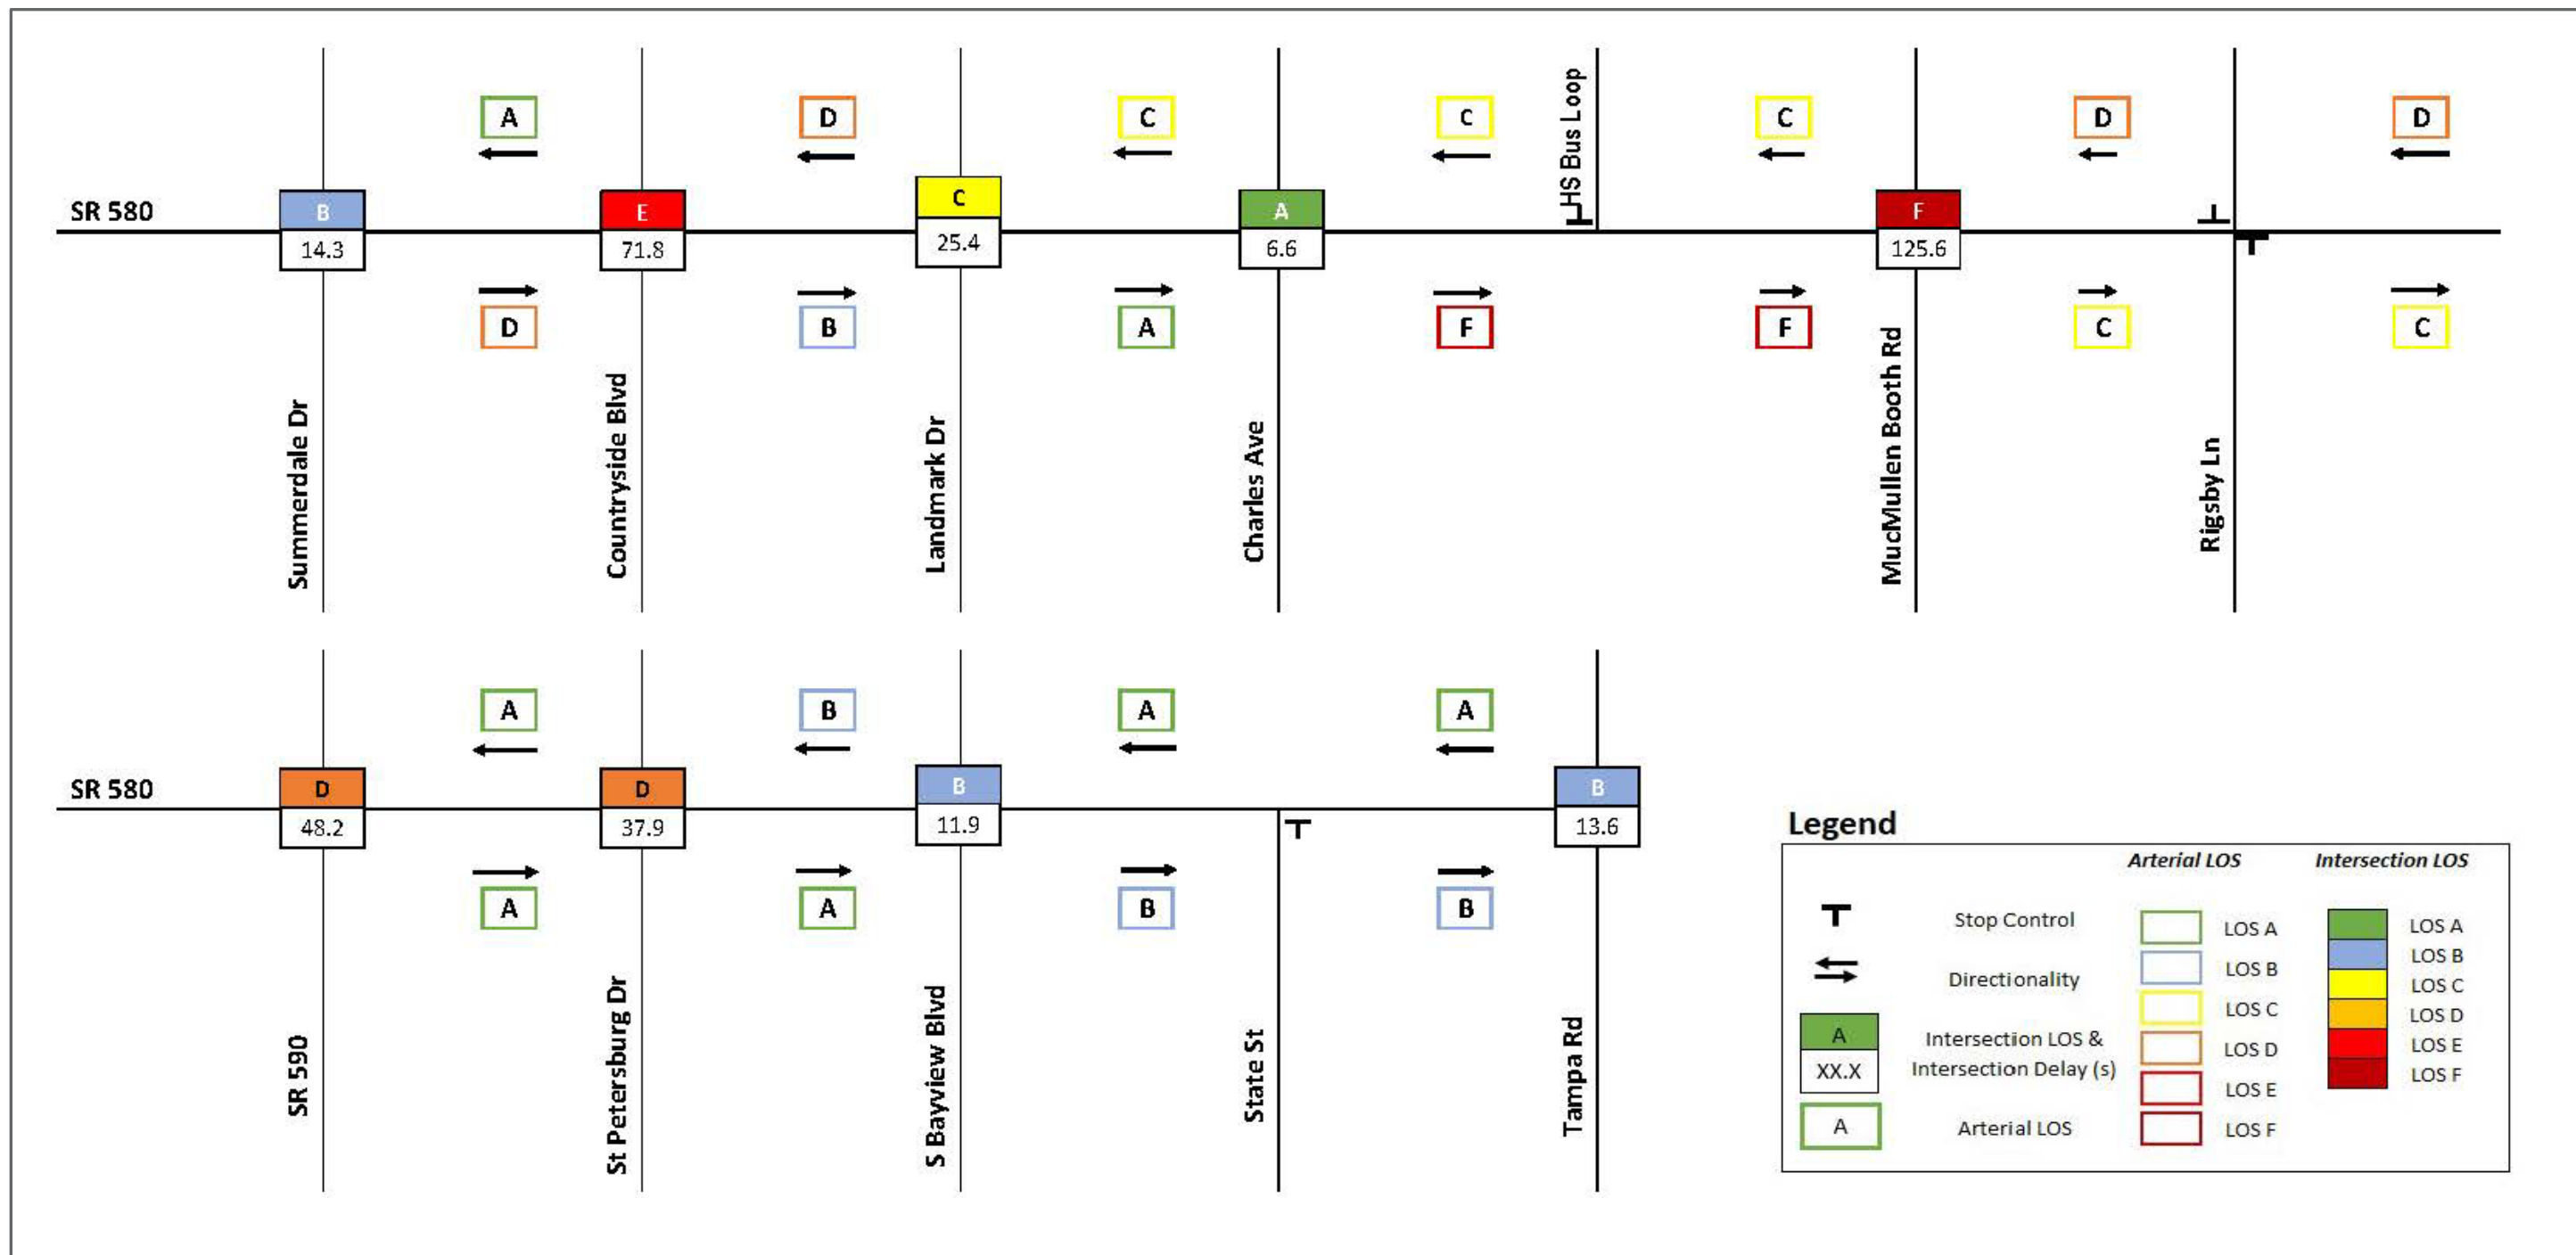 A
D
C
C
HS Bus Loop
C
D
D
SR 580
B
14.3
E
71.8
C
25.4
A
6.6
F
125.6
D
B
A
F
F
C
C
Summerdale Dr
Countryside Blvd
Landmark Dr
Charles Ave
MucMullen Booth Rd
Rigsby Ln
A
B
A
A
SR 580
D
48.2
D
37.9
B
11.9
B
13.6
A
A
B
B
SR 590
St Petersburg Dr
S Bayview Blvd
State St
Tampa Rd
Legend
Arterial LOS
Intersection LOS
Stop Control
Directionality
A
XX.X
Intersection LOS &
Intersection Delay (s)
A
Arterial LOS
LOS A
LOS B
LOS C
LOS D
LOS E
LOS F
LOS A
LOS B
LOS C
LOS D
LOS E
LOS F